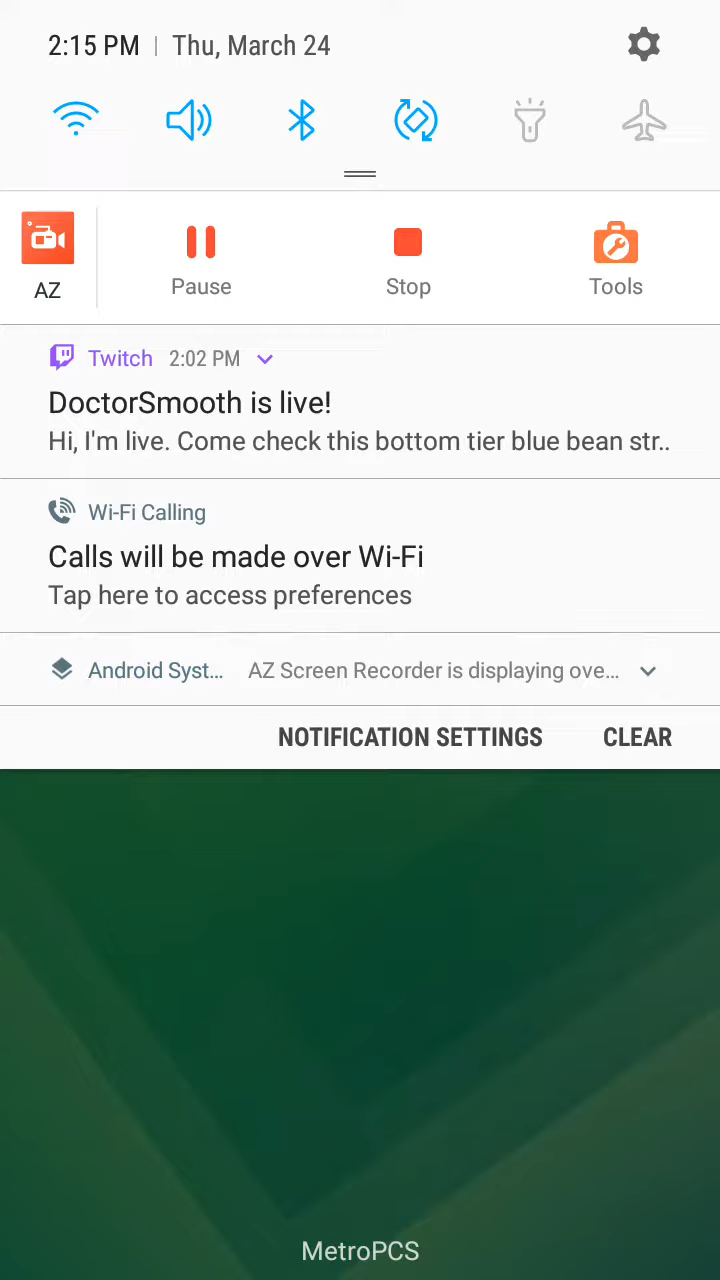 2:15 PM | Thu, March 24
AZ
Pause
Stop
Tools
Twitch 2:02 PM
DoctorSmooth is live!
Hi, I'm live. Come check this bottom tier blue bean str..
Wi-Fi Calling
Calls will be made over Wi-Fi
Tap here to access preferences
Android Syst... AZ Screen Recorder is displaying ove...
NOTIFICATION SETTINGS CLEAR
MetroPCS